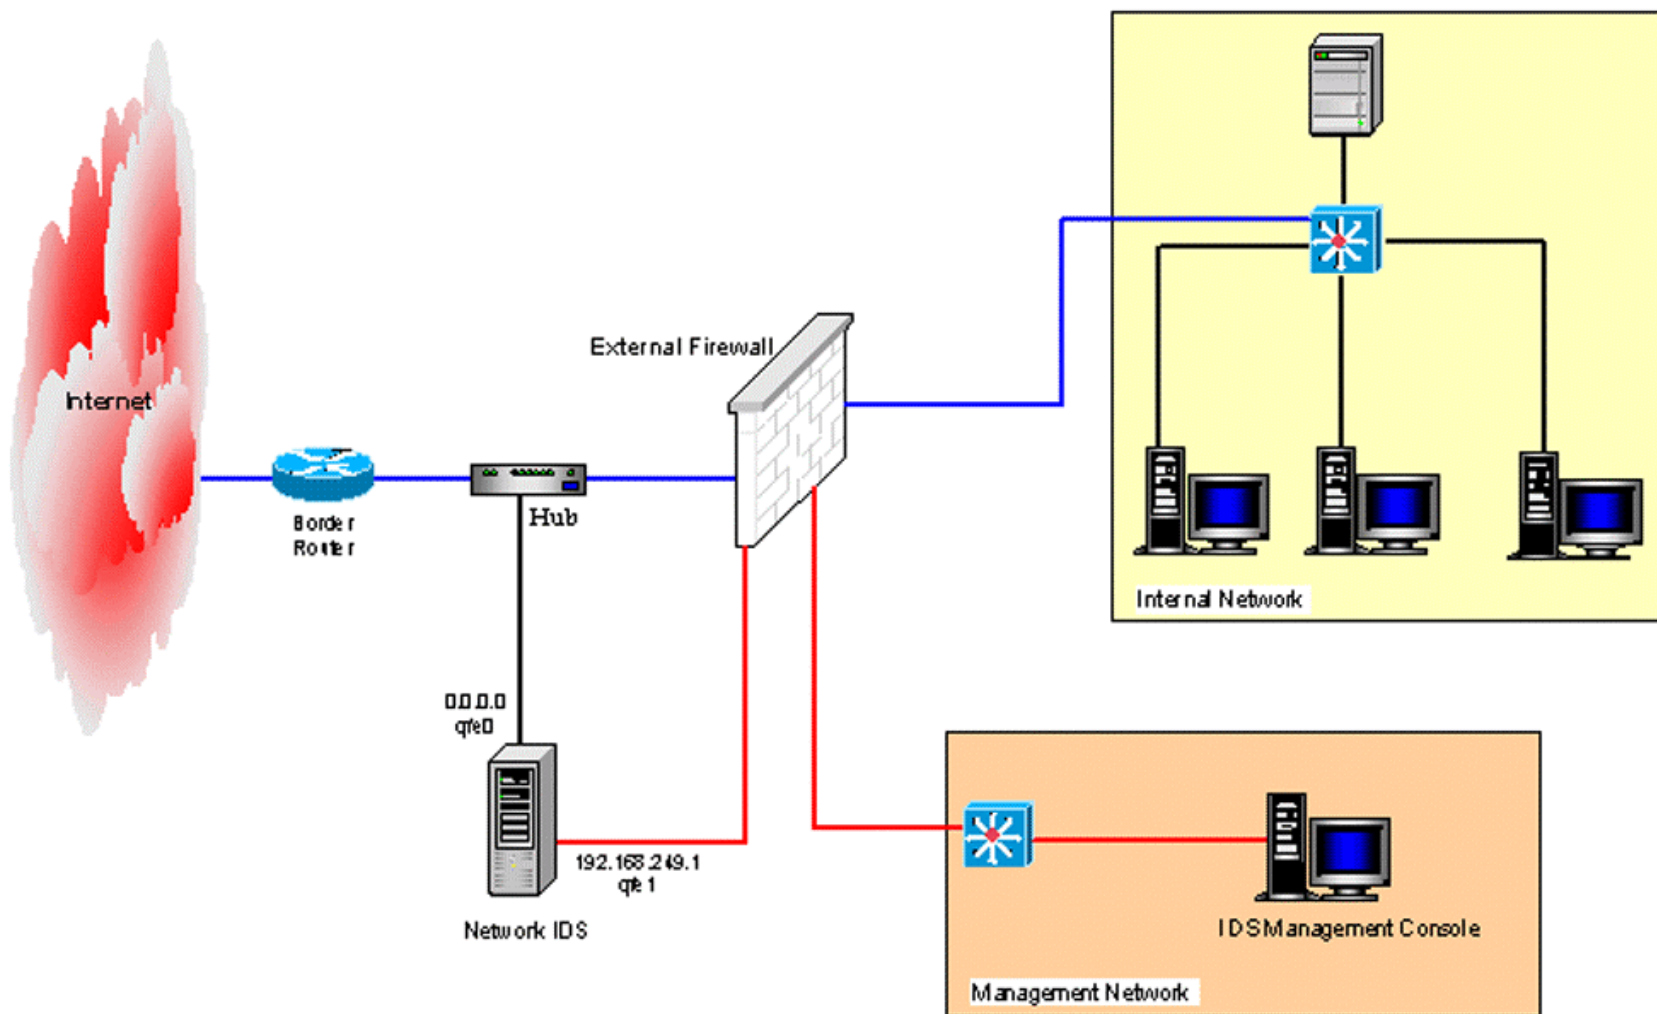 External Firewall
Internet
Border
Router
Hub
Internal Network
0.0.0.0
qfe0
192.168.249.1
qfe1
Network IDS
IDS Management Console
Management Network